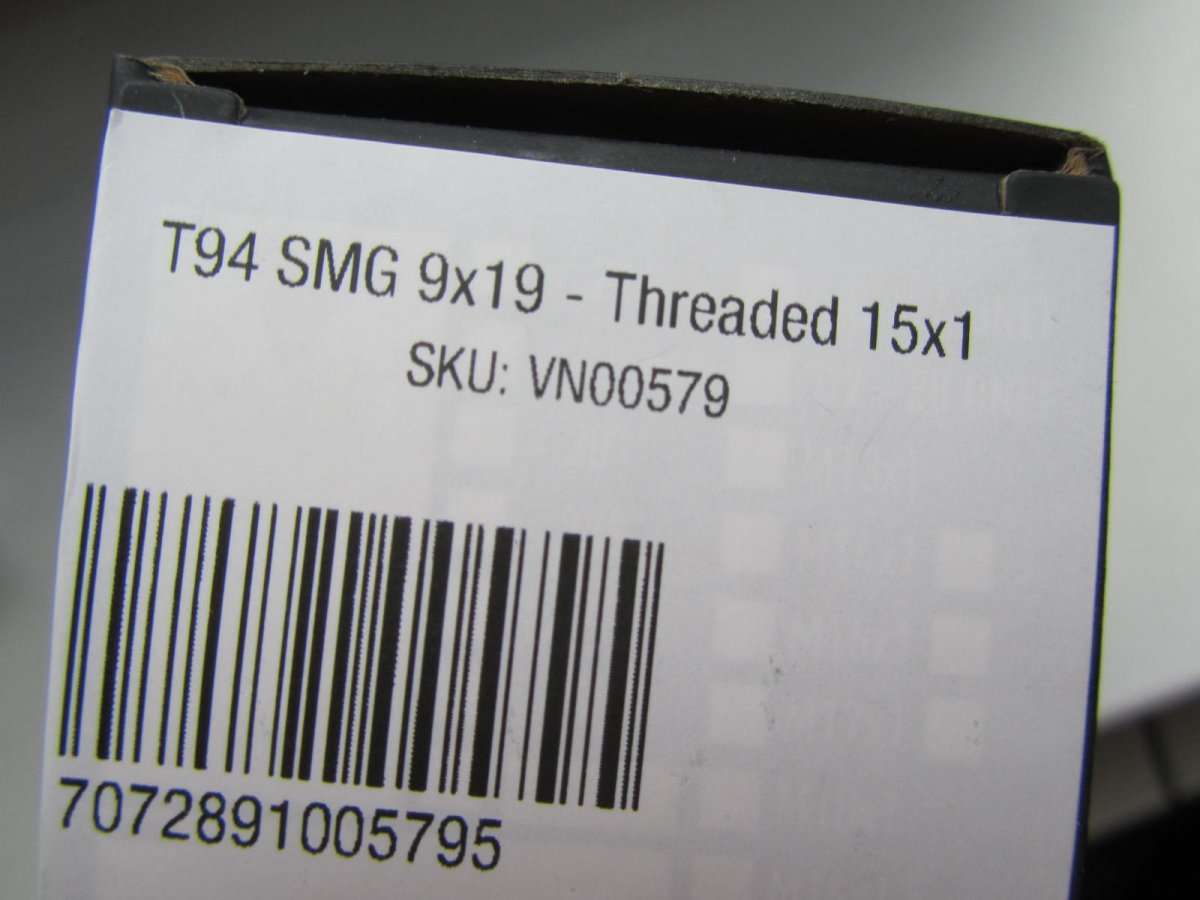 T94 SMG 9x19 - Threaded 15x1
SKU: VN00579
7072891005795